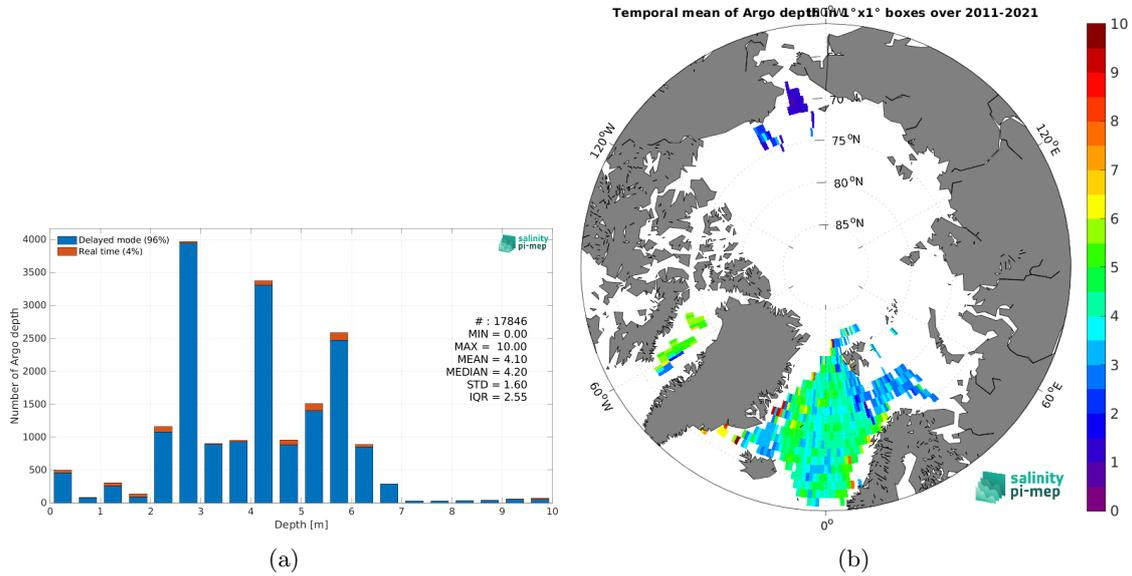 Delayed mode (96%)
Real time (4%)
salinity
pi-mep
4000
3500
3000
2500
2000
1500
1000
500
0
Number of Argo depth
# : 17846
MIN = 0.00
MAX = 10.00
MEAN = 4.10
MEDIAN = 4.20
STD = 1.60
IQR = 2.55
0 1 2 3 4 5 6 7 8 9 10
Depth [m]
(a)
Temporal mean of Argo depth in 1°x1° boxes over 2011-2021
180°W
120°W
120°E
60°W
60°E
0°
70°N
75°N
80°N
85°N
salinity
pi-mep
10
9
8
7
6
5
4
3
2
1
0
(b)